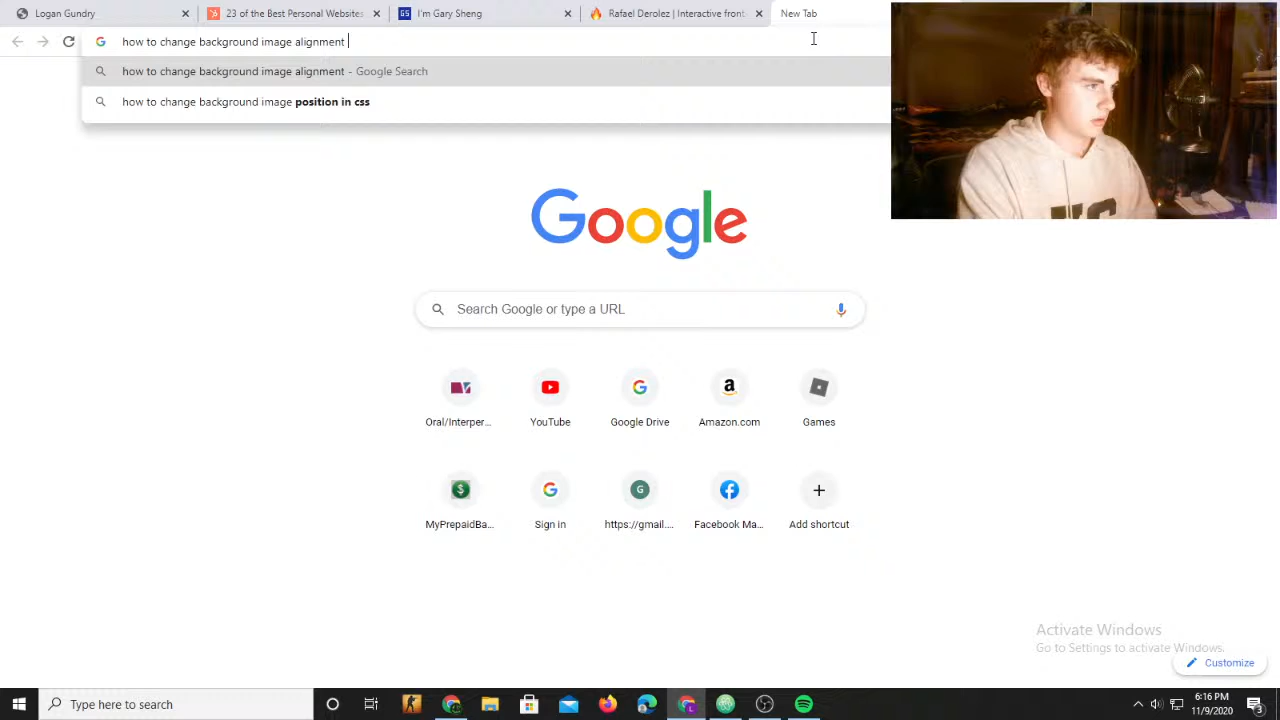 Logan Gundry
23 of the Best Personal Websites
I'm Gary Sheng
Rafael Derolez | Interactive front
New Tab
how to change background image alignment
how to change background image alignment - Google Search
how to change background image position in css
Google
Search Google or type a URL
Oral/Interper...
YouTube
Google Drive
Amazon.com
Games
MyPrepaidBa...
Sign in
https://gmail....
Facebook Ma...
Add shortcut
Activate Windows
Go to Settings to activate Windows.
Customize
Type here to search
6:16 PM
11/9/2020
3